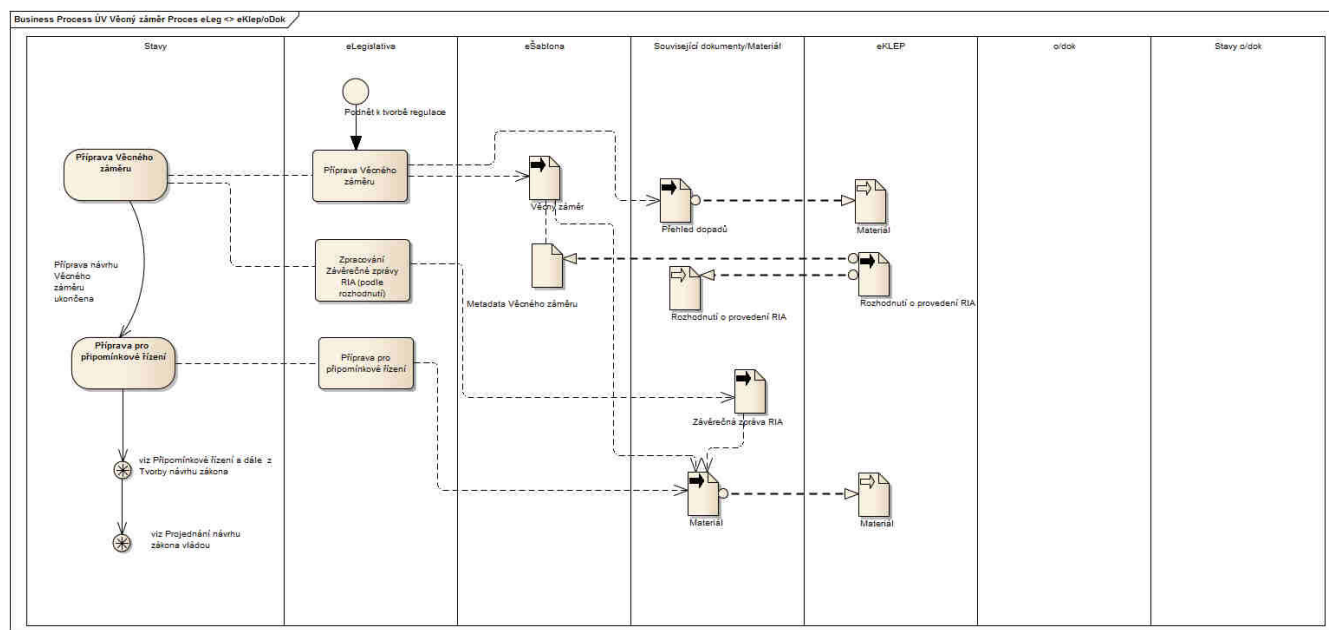 Business Process ÚV Věcný záměr Proces eLeg <> eKlep/oDok
Stavy
eLegislativa
eŠablona
Související dokumenty/Materiál
eKLEP
o/dok
Stavy o/dok
Podnět k tvorbě regulace
Příprava Věcného
záměru
Příprava Věcného
záměru
Věcný záměr
Přehled dopadů
Materiál
Příprava návrhu
Věcného
záměru
ukončena
Zpracování
Závěrečné zprávy
RIA (podle
rozhodnutí)
Metadata Věcného záměru
Rozhodnutí o provedení RIA
Rozhodnutí o provedení RIA
Příprava pro
připomínkové řízení
Příprava pro
připomínkové řízení
Závěrečná zpráva RIA
viz Připomínkové řízení a dále z
Tvorby návrhu zákona
Materiál
Materiál
viz Projednání návrhu
zákona vládou